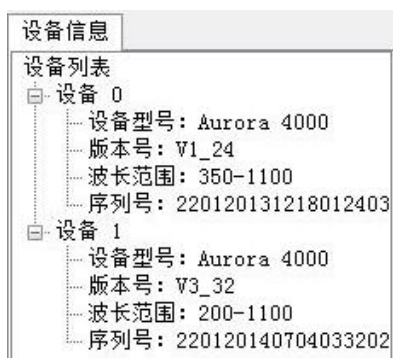 设备信息
设备列表
设备 0
设备型号: Aurora 4000
版本号: V1_24
波长范围: 350-1100
序列号: 220120131218012403
设备 1
设备型号: Aurora 4000
版本号: V3_32
波长范围: 200-1100
序列号: 220120140704033202